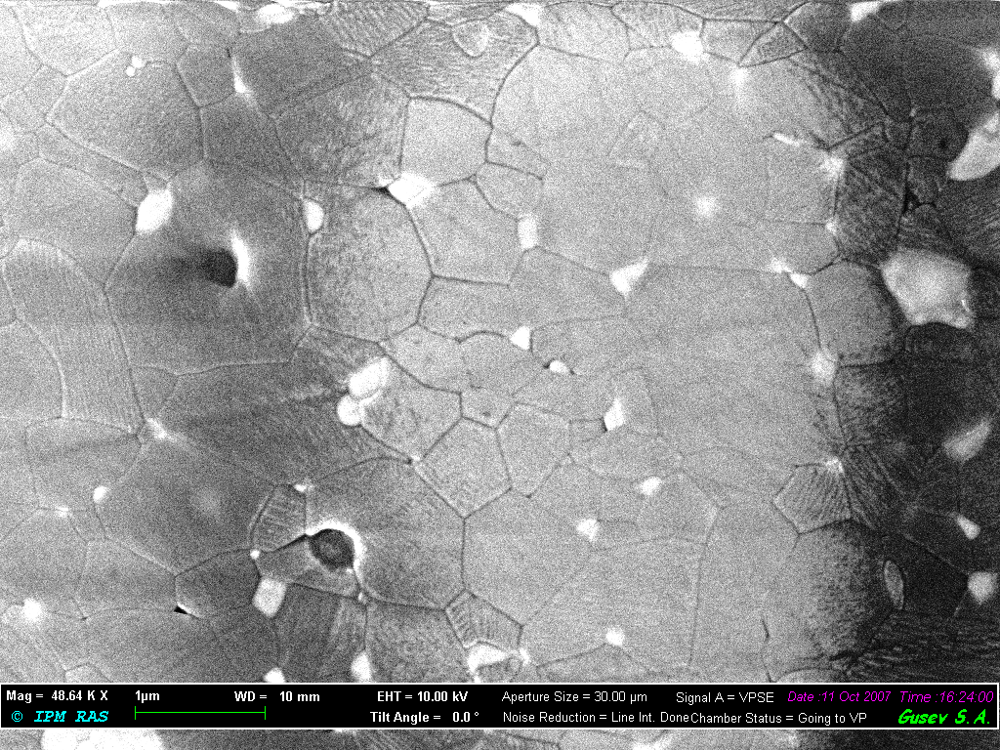 Mag = 48.64 K X 1µm WD = 10 mm EHT = 10.00 kV Aperture Size = 30.00 µm Signal A = VPSE Date :11 Oct 2007 Time :16:24:00
© IPM RAS Tilt Angle = 0.0 ° Noise Reduction = Line Int. DoneChamber Status = Going to VP Gusev S. A.